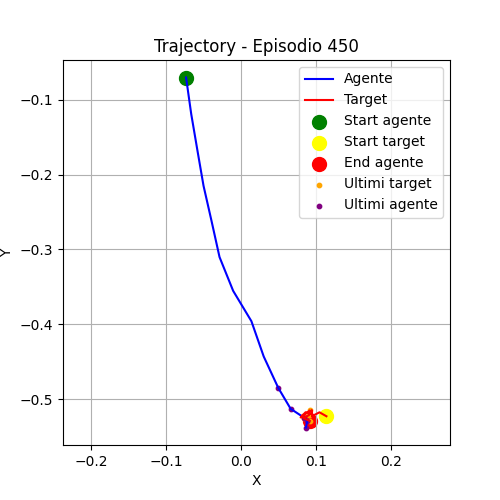 Trajectory - Episodio 450
Agente
Target
Start agente
Start target
End agente
Ultimi target
Ultimi agente
−0.1
−0.2
−0.3
−0.4
−0.5
Y
−0.2
−0.1
0.0
0.1
0.2
X